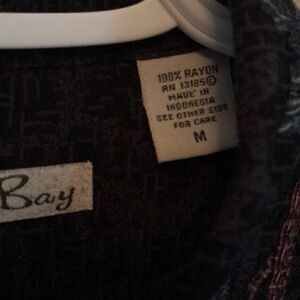 100% RAYON
RN 13185©
MADE IN
INDONESIA
SEE OTHER SIDE
FOR CARE
M
Bay